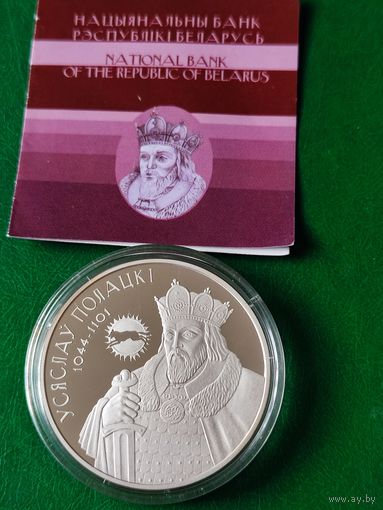 НАЦЫЯНАЛЬНЫ БАНК
РЭСПУБЛІКІ БЕЛАРУСЬ
NATIONAL BANK
OF THE REPUBLIC OF BELARUS
УСЯСЛАЎ ПОЛАЦКІ
1044-1101
www.ay.by